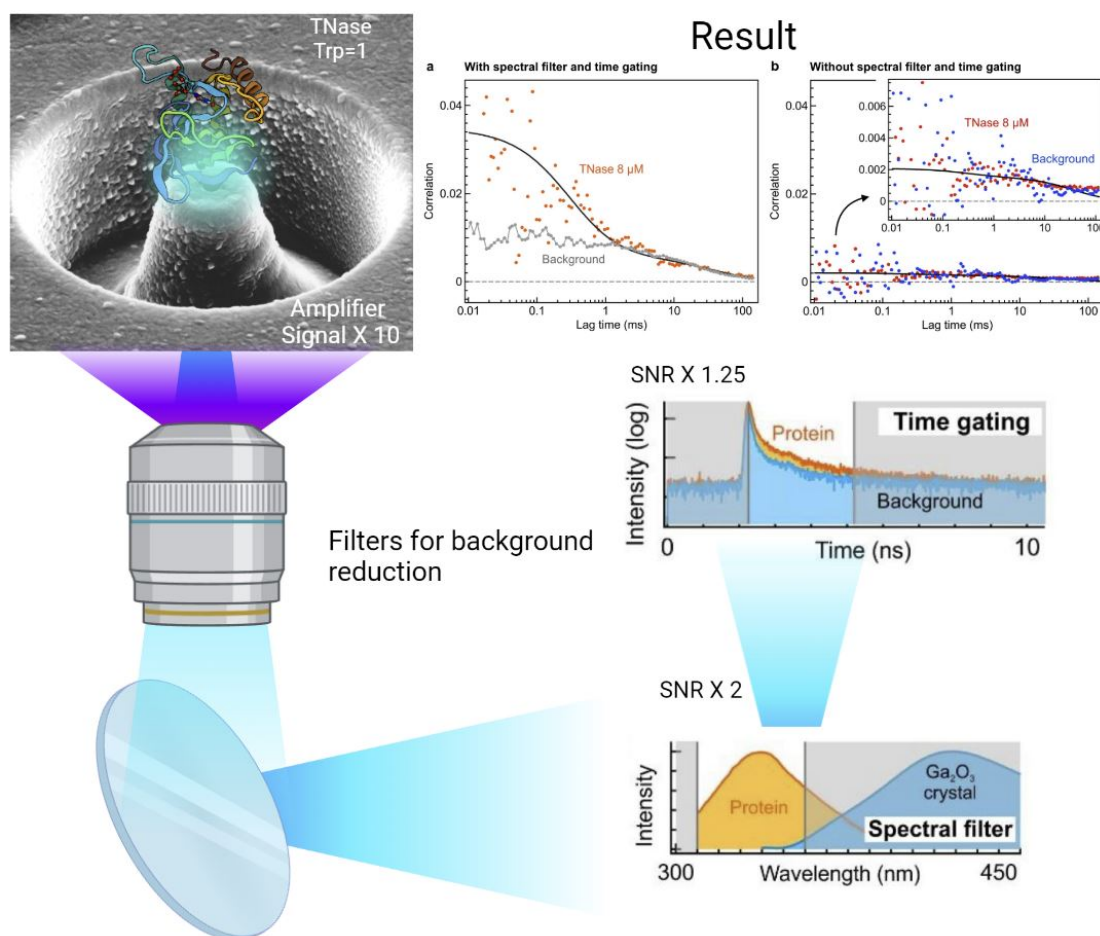 TNase
Trp=1
Amplifier
Signal X 10
Result
a With spectral filter and time gating
0.04
0.02
0
Correlation
TNase 8 μM
Background
0.01 0.1 1 10 100
Lag time (ms)
b Without spectral filter and time gating
0.04
0.02
0
Correlation
0.006
0.004
0.002
0
TNase 8 μM
Background
0.01 0.1 1 10 100
0.01 0.1 1 10 100
Lag time (ms)
SNR X 1.25
Intensity (log)
Protein
Time gating
Background
0 10
Time (ns)
Filters for background
reduction
SNR X 2
Intensity
Protein
Ga₂O₃
crystal
Spectral filter
300 450
Wavelength (nm)